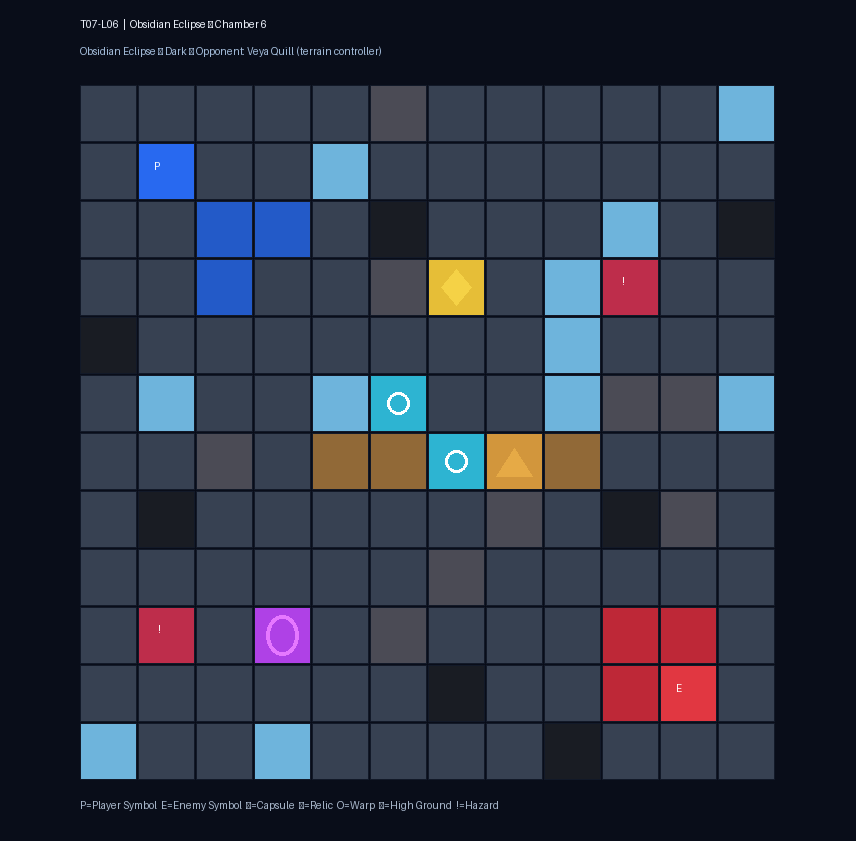 T07-L06 | Obsidian Eclipse □ Chamber 6
Obsidian Eclipse □ Dark □ Opponent: Veya Quill (terrain controller)
P
!
!
E
P=Player Symbol E=Enemy Symbol □=Capsule □=Relic O=Warp □=High Ground !=Hazard